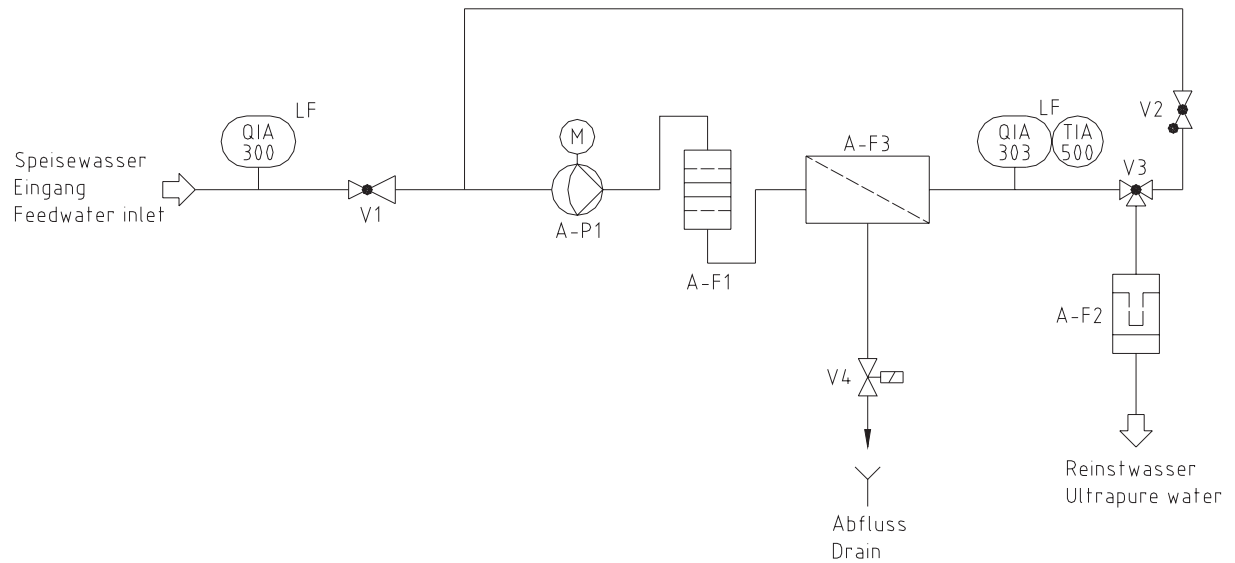 LF
QIA
300
Speisewasser
Eingang
Feedwater inlet
V1
M
A-P1
A-F1
A-F3
LF
QIA
303
TIA
500
V2
V3
A-F2
V4
Abfluss
Drain
Reinstwasser
Ultrapure water